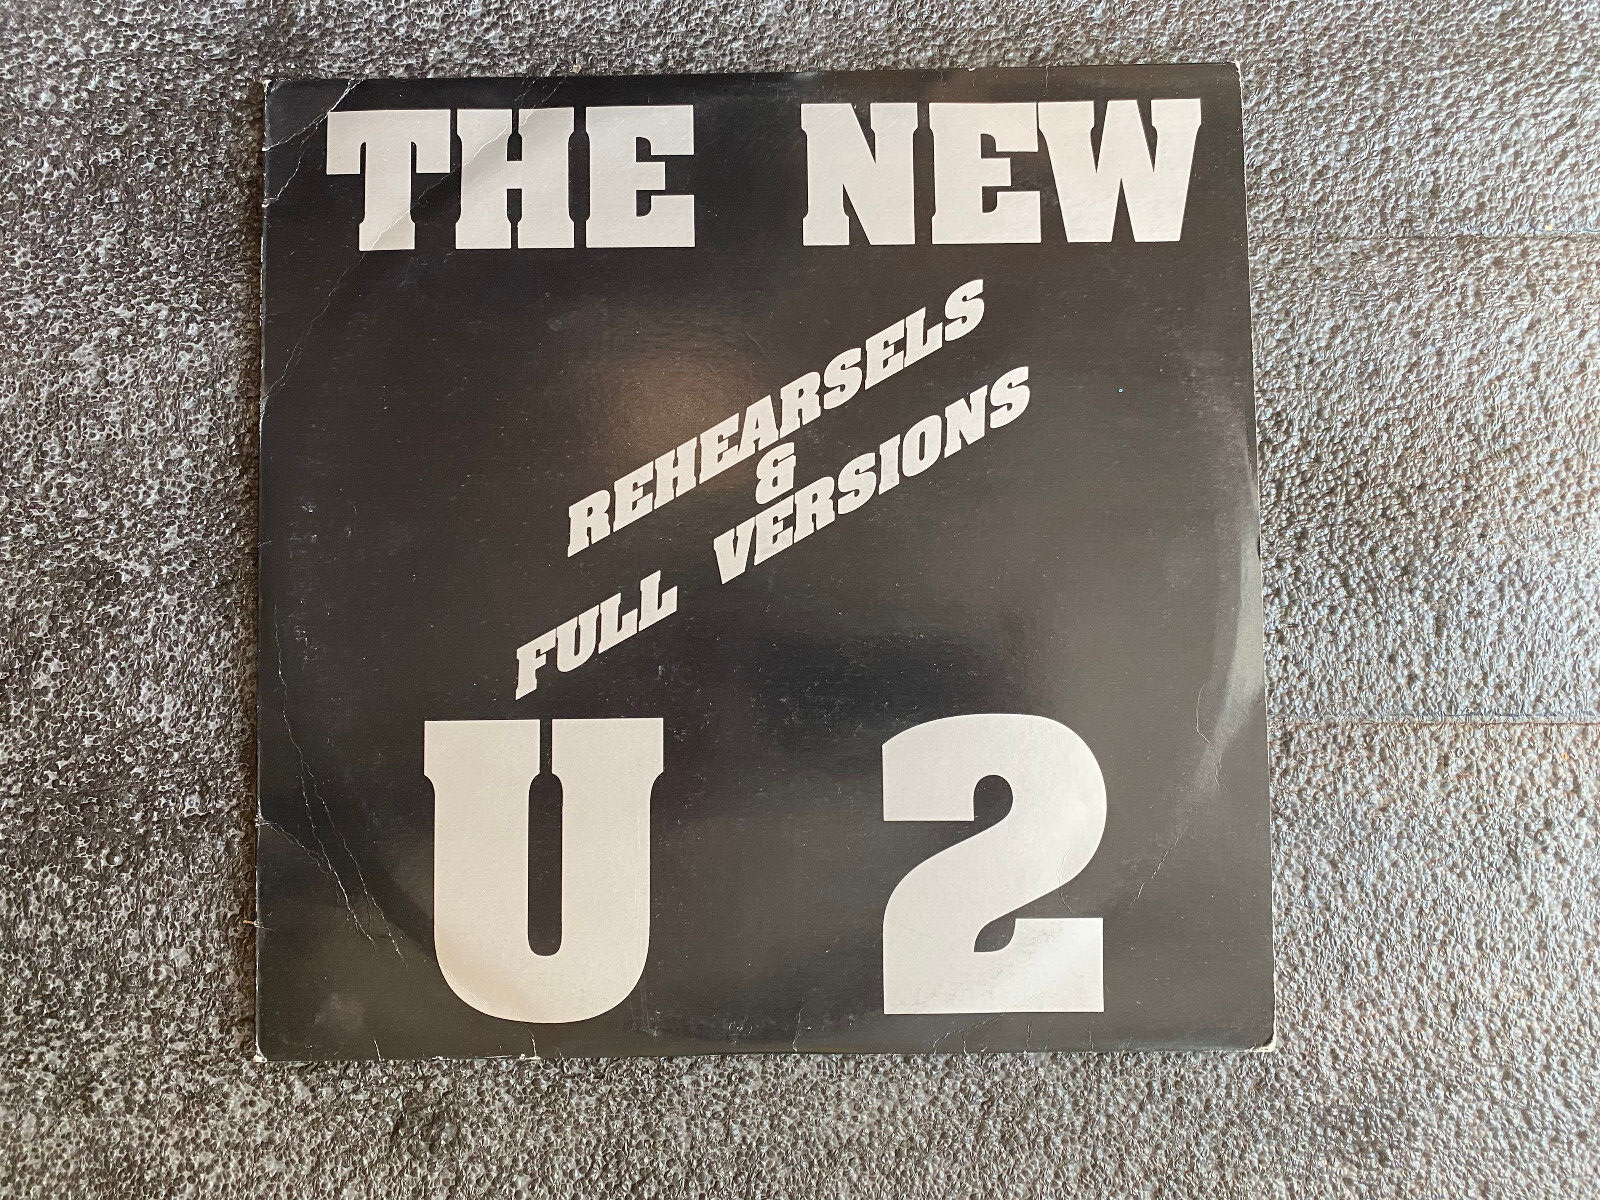 THE NEW
REHEARSELS
&
FULL VERSIONS
U 2